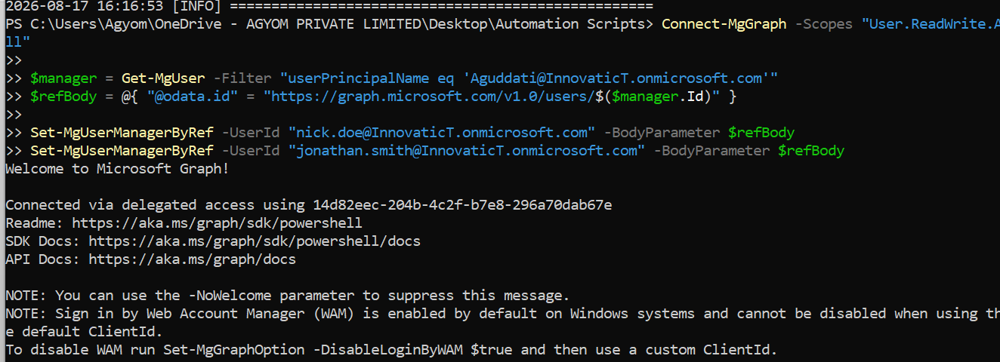 2026-08-17 16:16:53 [INFO] ===================================================
PS C:\Users\Agyom\OneDrive - AGYOM PRIVATE LIMITED\Desktop\Automation Scripts> Connect-MgGraph -Scopes "User.ReadWrite.A
ll"
>>
>> $manager = Get-MgUser -Filter "userPrincipalName eq 'Aguddati@InnovaticT.onmicrosoft.com'"
>> $refBody = @{ "@odata.id" = "https://graph.microsoft.com/v1.0/users/$($manager.Id)" }
>>
>> Set-MgUserManagerByRef -UserId "nick.doe@InnovaticT.onmicrosoft.com" -BodyParameter $refBody
>> Set-MgUserManagerByRef -UserId "jonathan.smith@InnovaticT.onmicrosoft.com" -BodyParameter $refBody
Welcome to Microsoft Graph!
Connected via delegated access using 14d82eec-204b-4c2f-b7e8-296a70dab67e
Readme: https://aka.ms/graph/sdk/powershell
SDK Docs: https://aka.ms/graph/sdk/powershell/docs
API Docs: https://aka.ms/graph/docs
NOTE: You can use the -NoWelcome parameter to suppress this message.
NOTE: Sign in by Web Account Manager (WAM) is enabled by default on Windows systems and cannot be disabled when using th
e default ClientId.
To disable WAM run Set-MgGraphOption -DisableLoginByWAM $true and then use a custom ClientId.